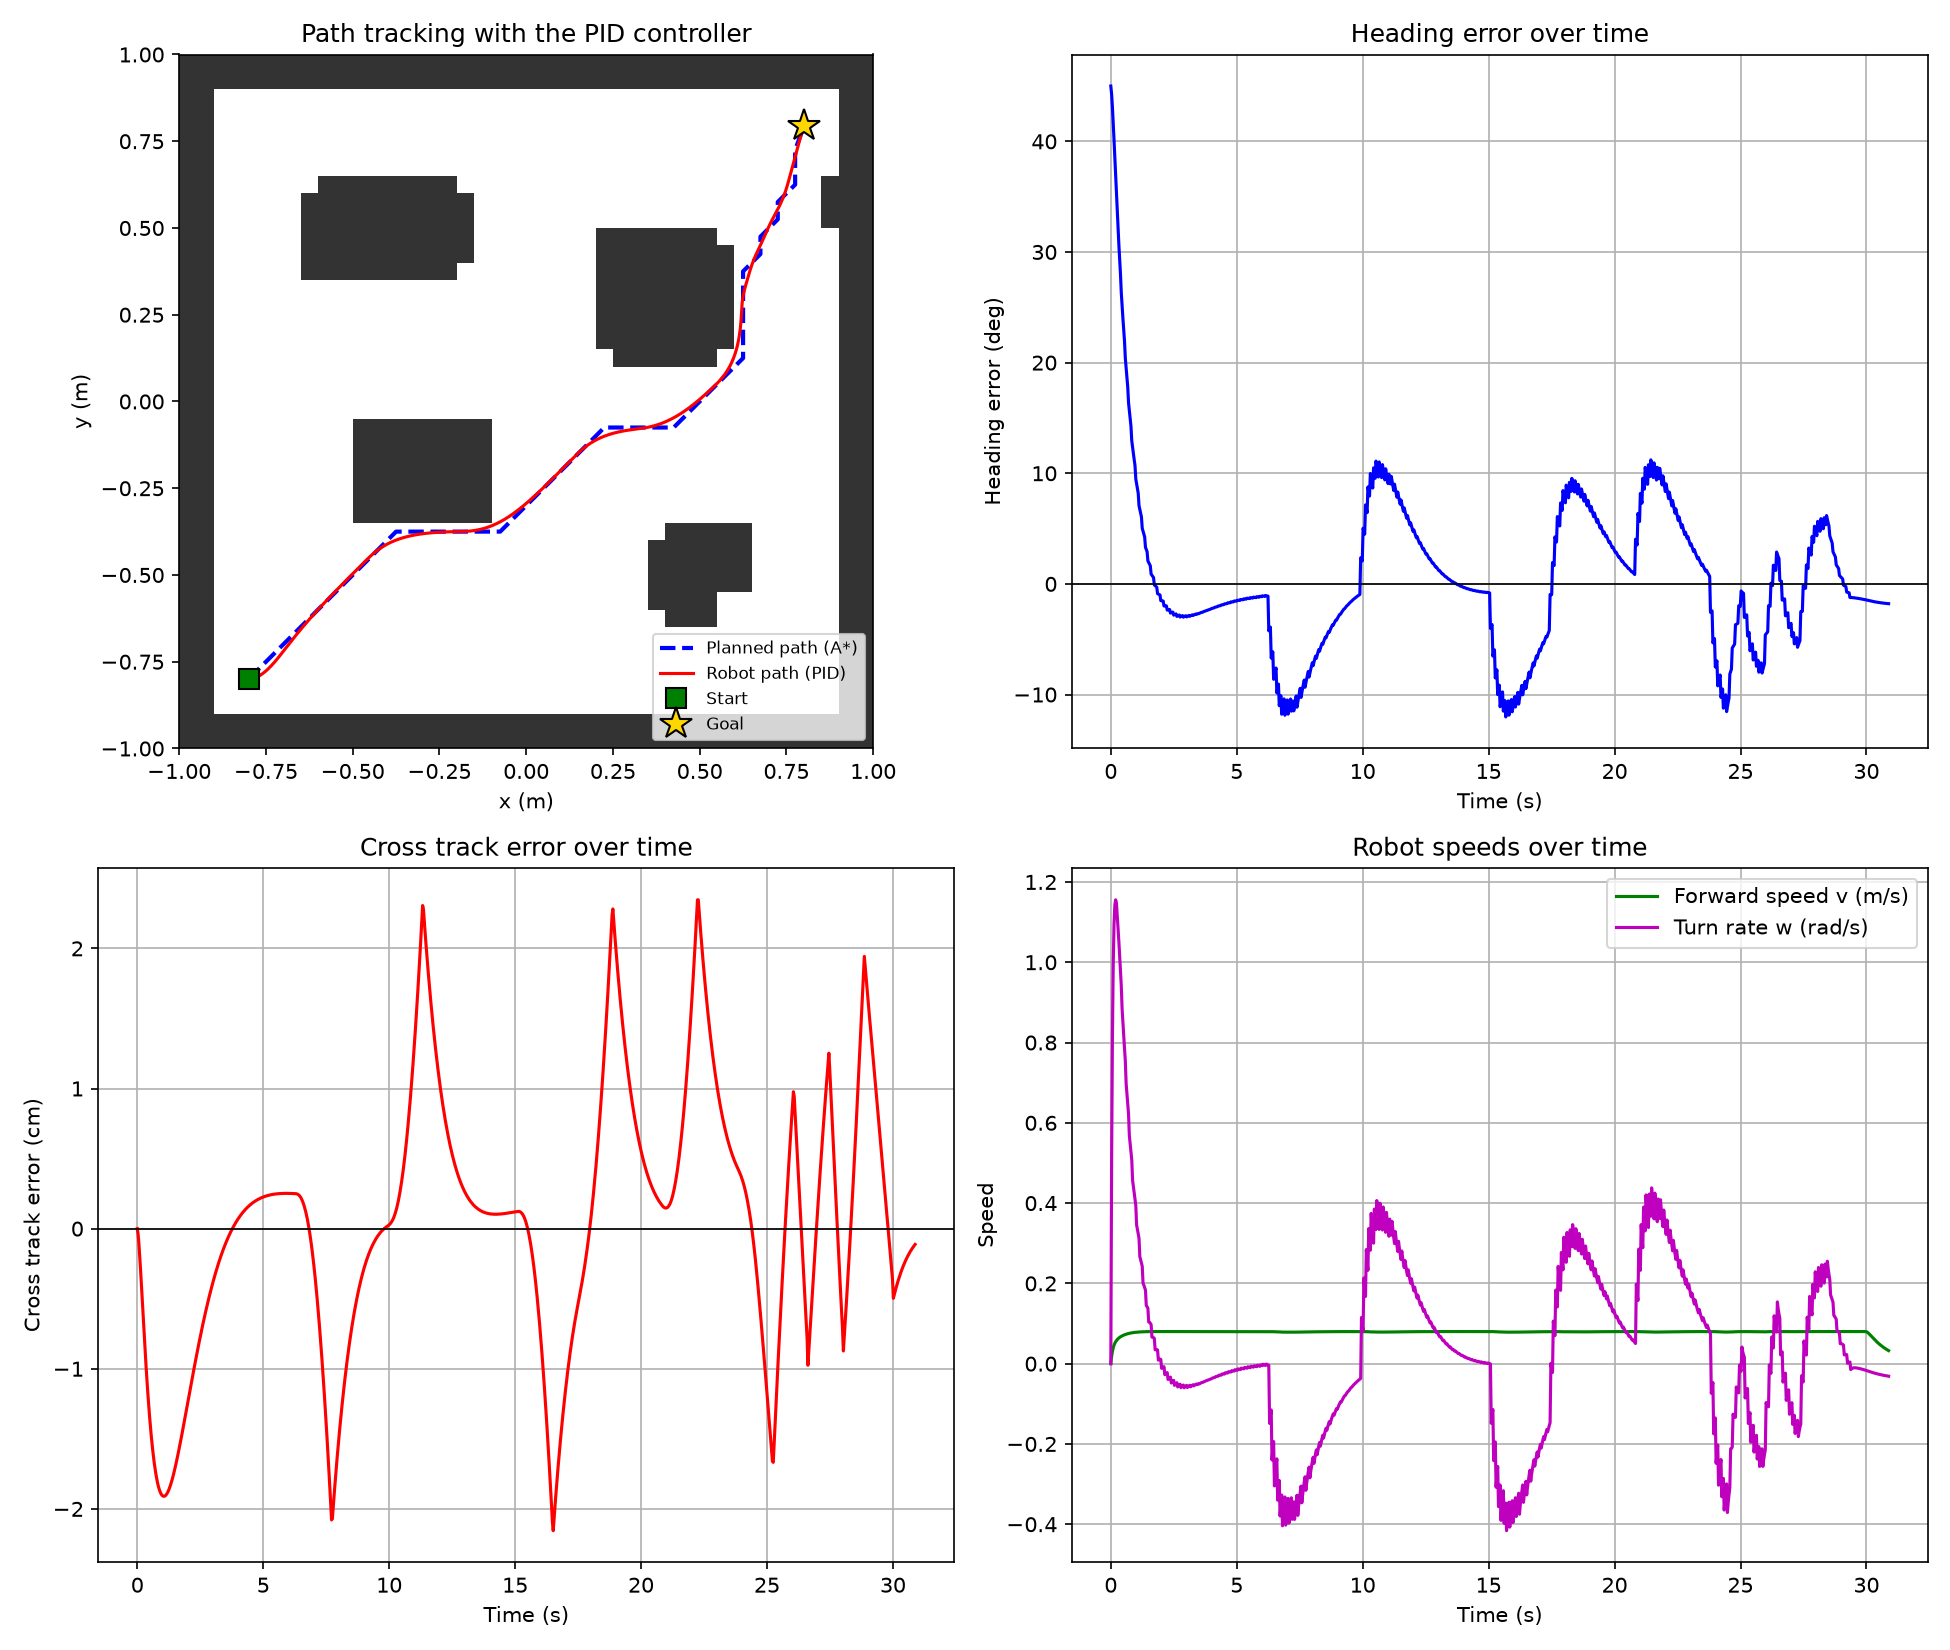 Path tracking with the PID controller
1.00
0.75
0.50
0.25
0.00
−0.25
−0.50
−0.75
−1.00
y (m)
Planned path (A*)
Robot path (PID)
Start
Goal
−1.00 −0.75 −0.50 −0.25 0.00 0.25 0.50 0.75 1.00
x (m)
Heading error over time
40
30
20
10
0
−10
Heading error (deg)
0 5 10 15 20 25 30
Time (s)
Cross track error over time
2
1
0
−1
−2
Cross track error (cm)
0 5 10 15 20 25 30
Time (s)
Robot speeds over time
1.2
1.0
0.8
0.6
0.4
0.2
0.0
−0.2
−0.4
Speed
Forward speed v (m/s)
Turn rate w (rad/s)
0 5 10 15 20 25 30
Time (s)